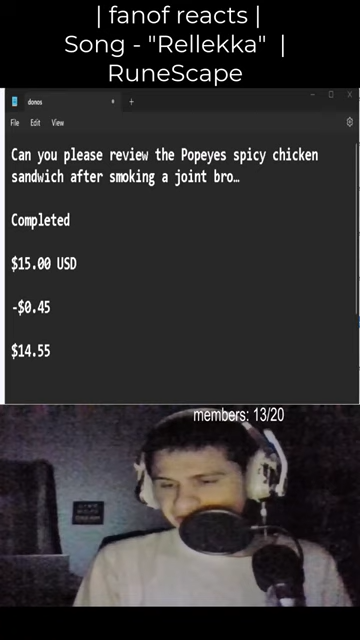 | fanof reacts |
Song - "Rellekka" |
RuneScape
donos
File Edit View
Can you please review the Popeyes spicy chicken
sandwich after smoking a joint bro…
Completed
$15.00 USD
-$0.45
$14.55
members: 13/20